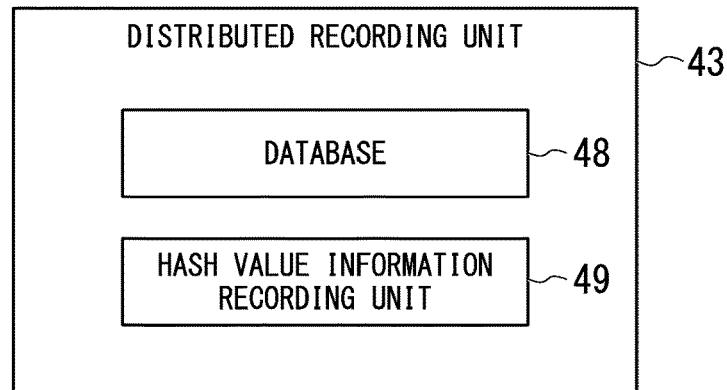 DISTRIBUTED RECORDING UNIT
43
DATABASE
48
HASH VALUE INFORMATION
RECORDING UNIT
49